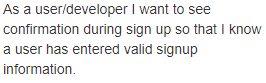 As a user/developer I want to see
confirmation during sign up so that I know
a user has entered valid signup
information.